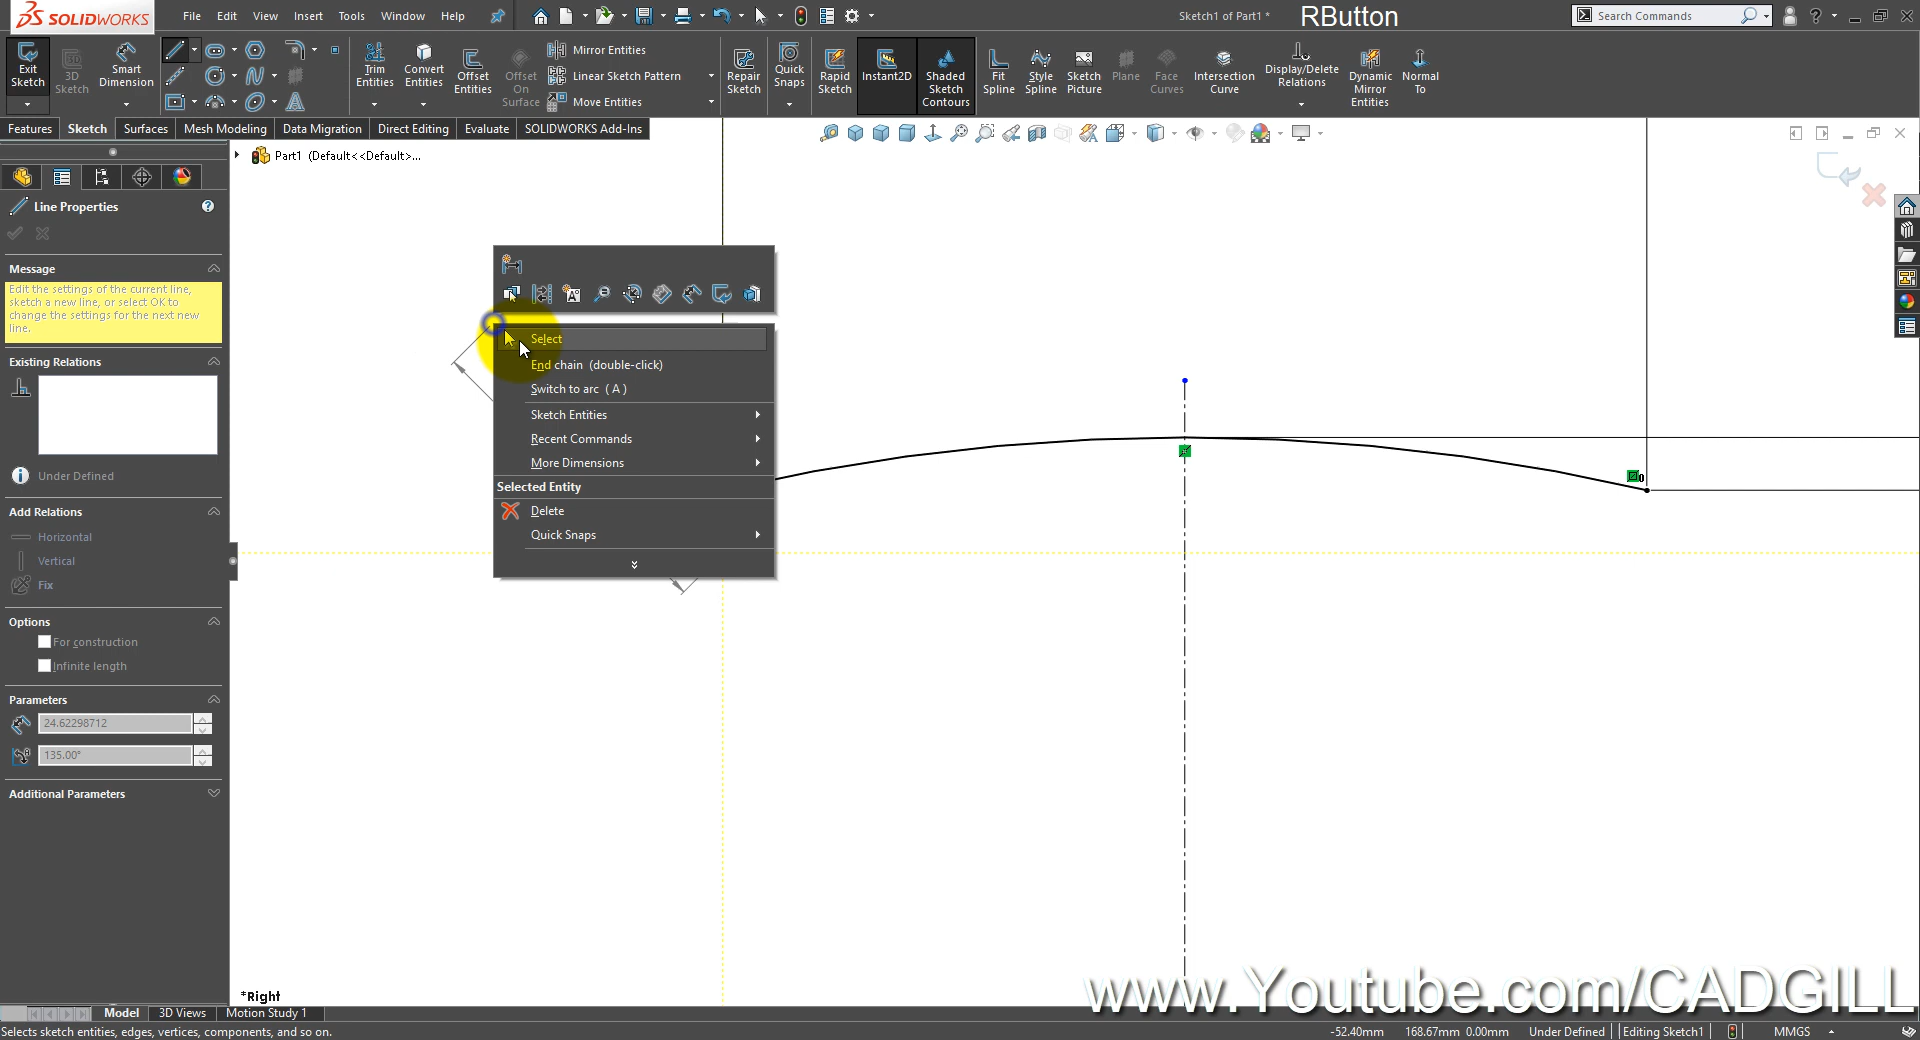 SOLIDWORKS File Edit View Insert Tools Window Help Sketch1 of Part1 * RButton Search Commands
Exit Sketch
3D Sketch
Smart Dimension
Trim Entities
Convert Entities
Offset Entities
Offset On Surface
Mirror Entities
Linear Sketch Pattern
Move Entities
Repair Sketch
Quick Snaps
Rapid Sketch
Instant2D
Shaded Sketch Contours
Fit Spline
Style Spline
Sketch Picture
Plane
Face Curves
Intersection Curve
Display/Delete Relations
Dynamic Mirror Entities
Normal To
Features Sketch Surfaces Mesh Modeling Data Migration Direct Editing Evaluate SOLIDWORKS Add-Ins
Part1 (Default<<Default>...
Line Properties
Message
Edit the settings of the current line,
sketch a new line, or select OK to
change the settings for the next new
line.
Existing Relations
Under Defined
Add Relations
Horizontal
Vertical
Fix
Options
For construction
Infinite length
Parameters
24.62298712
135.00°
Additional Parameters
Select
End chain (double-click)
Switch to arc (A)
Sketch Entities
Recent Commands
More Dimensions
Selected Entity
Delete
Quick Snaps
*Right
www.Youtube.com/CADGILL
Model 3D Views Motion Study 1
Selects sketch entities, edges, vertices, components, and so on. -52.40mm 168.67mm 0.00mm Under Defined Editing Sketch1 MMGS